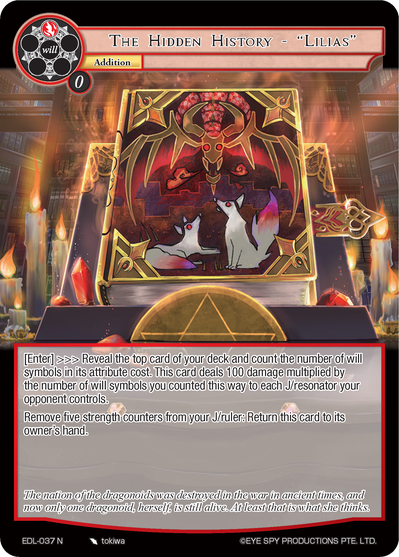 The Hidden History - “Lilias”
will
Addition
0
[Enter] >>> Reveal the top card of your deck and count the number of will
symbols in its attribute cost. This card deals 100 damage multiplied by
the number of will symbols you counted this way to each J/resonator your
opponent controls.
Remove five strength counters from your J/ruler: Return this card to its
owner's hand.
The nation of the dragonoids was destroyed in the war in ancient times, and
now only one dragonoid, herself, is still alive. At least that is what she thinks.
EDL-037 N tokiwa ©EYE SPY PRODUCTIONS PTE. LTD.